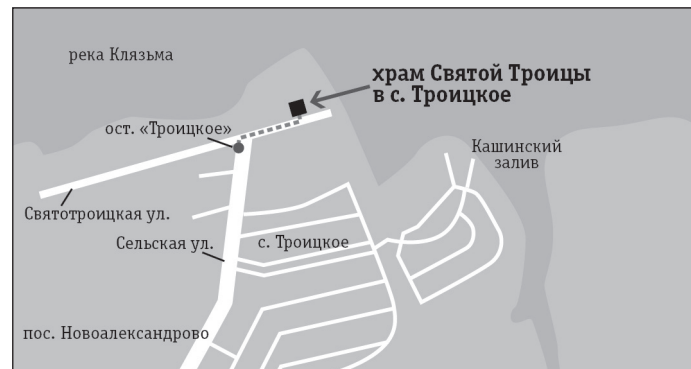 река Клязьма
храм Святой Троицы
в с. Троицкое
ост. «Троицкое»
Кашинский
залив
Святотроицкая ул.
Сельская ул.
с. Троицкое
пос. Новоалександрово